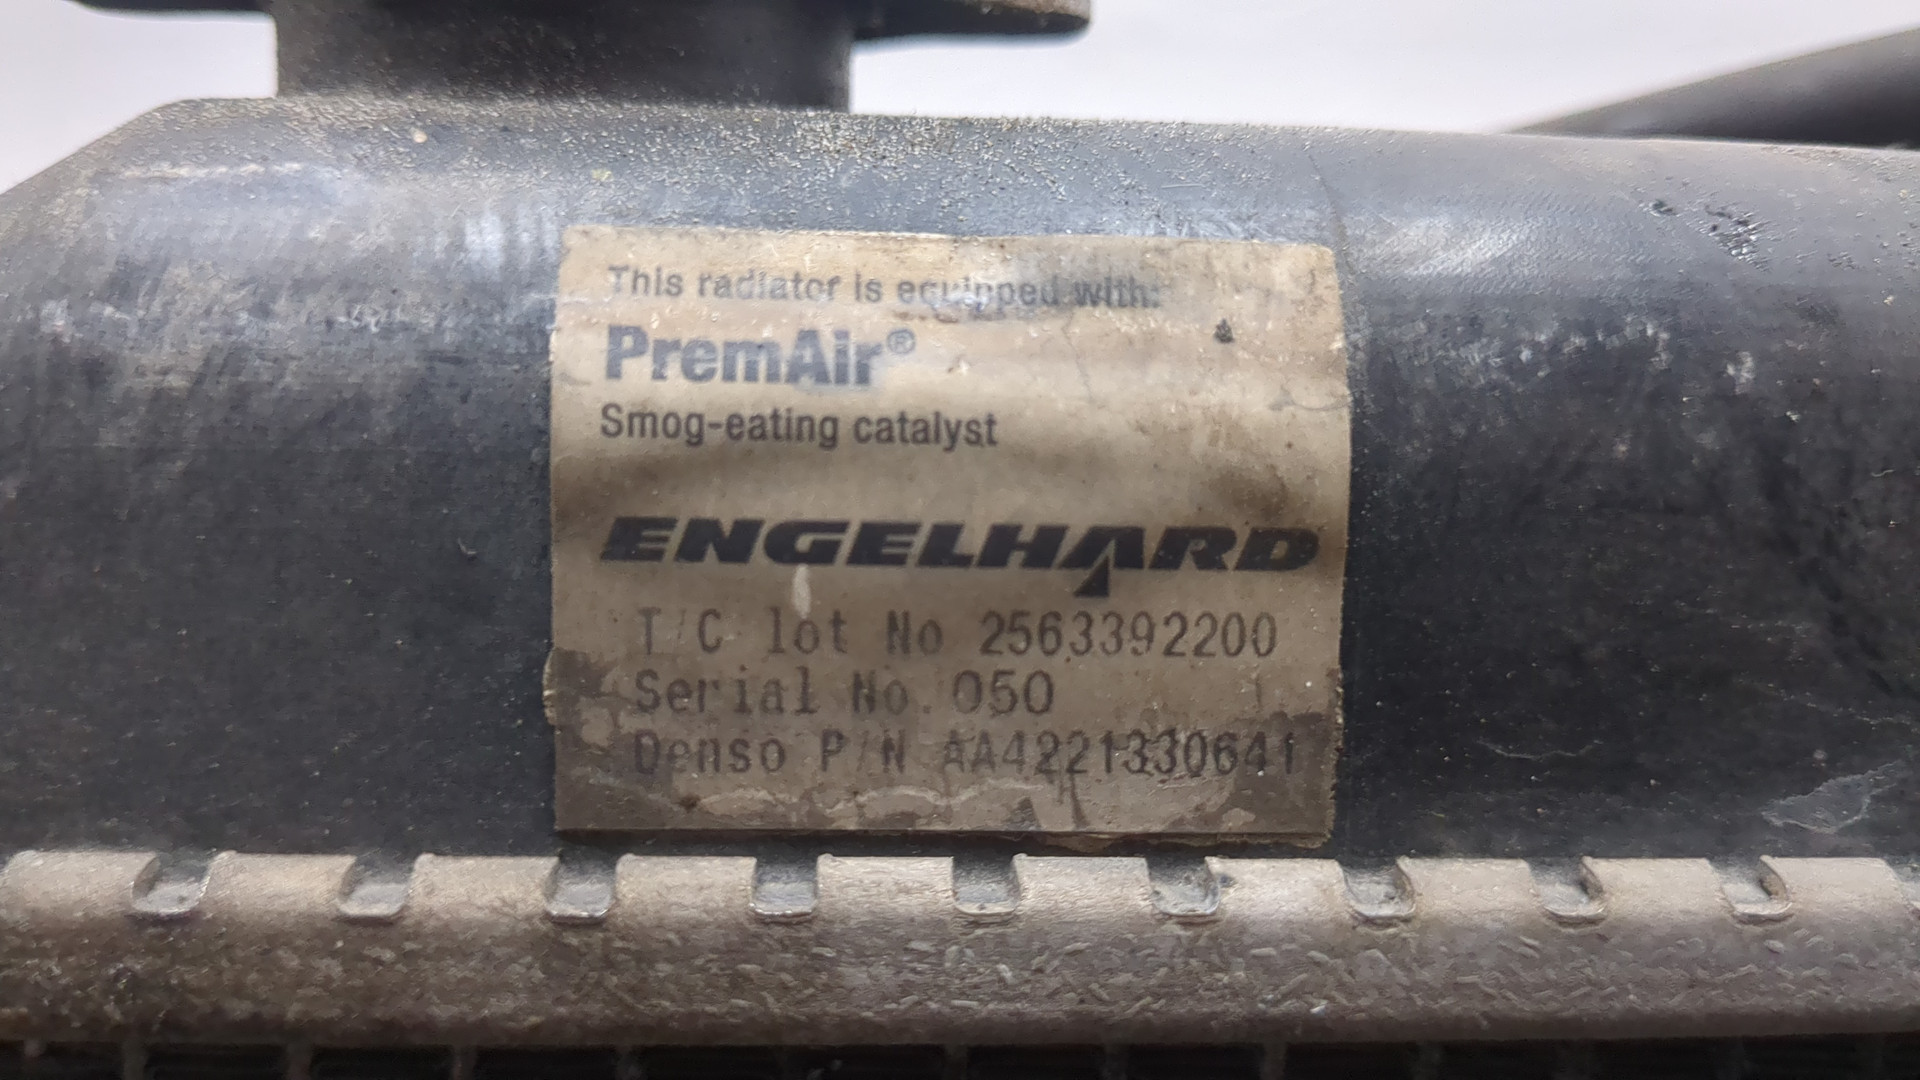 This radiator is equipped with:
PremAir®
Smog-eating catalyst
ENGELHARD
T/C lot No 2563392200
Serial No. 050
Denso P/N AA4221330641